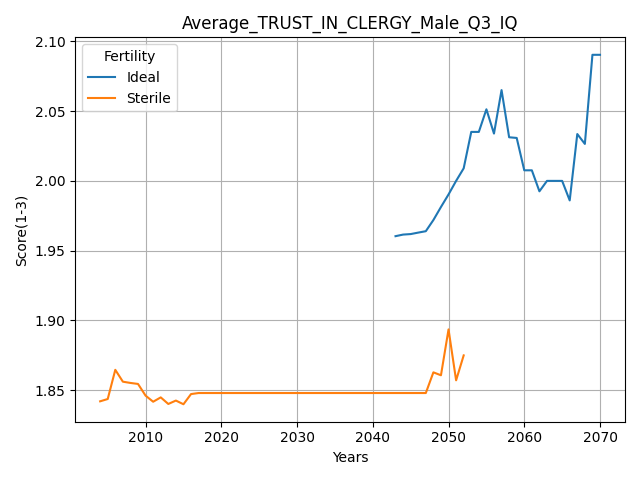 Average_TRUST_IN_CLERGY_Male_Q3_IQ
2.10
2.05
2.00
1.95
1.90
1.85
Score(1-3)
Fertility
Ideal
Sterile
2010 2020 2030 2040 2050 2060 2070
Years